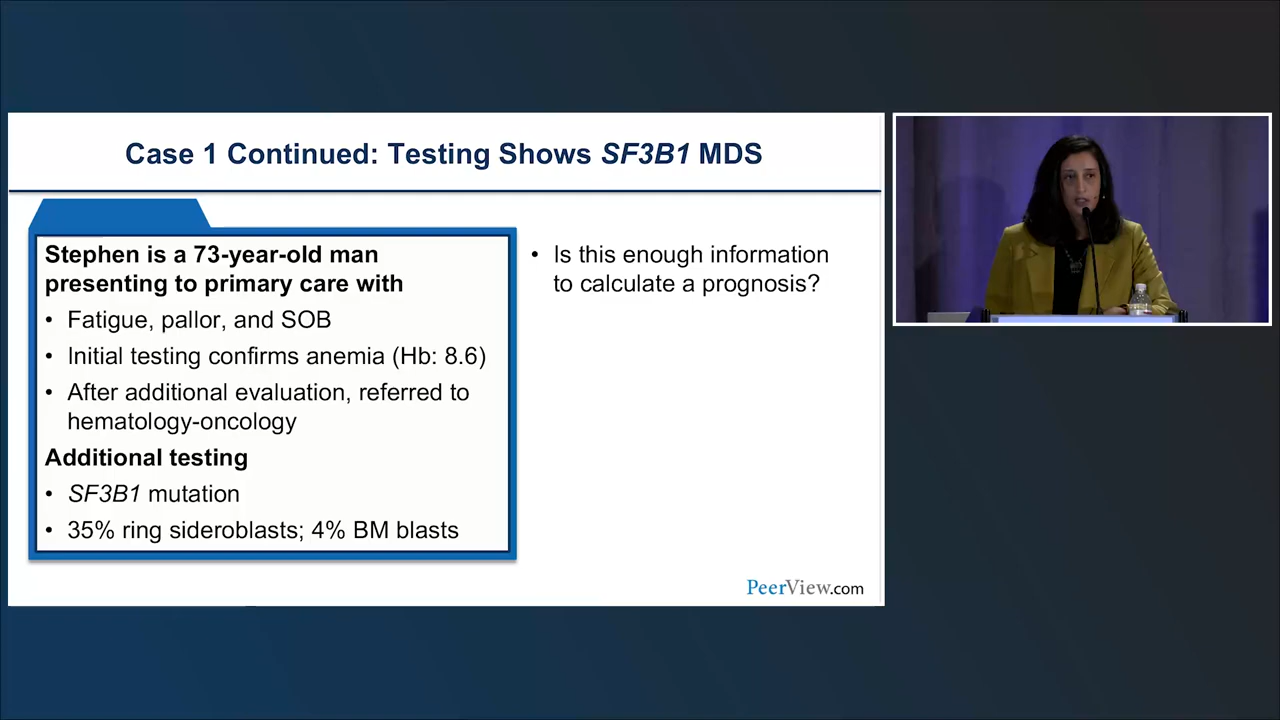 Case 1 Continued: Testing Shows SF3B1 MDS
Stephen is a 73-year-old man
presenting to primary care with
• Fatigue, pallor, and SOB
• Initial testing confirms anemia (Hb: 8.6)
• After additional evaluation, referred to
hematology-oncology
Additional testing
• SF3B1 mutation
• 35% ring sideroblasts; 4% BM blasts
• Is this enough information
to calculate a prognosis?
PeerView.com